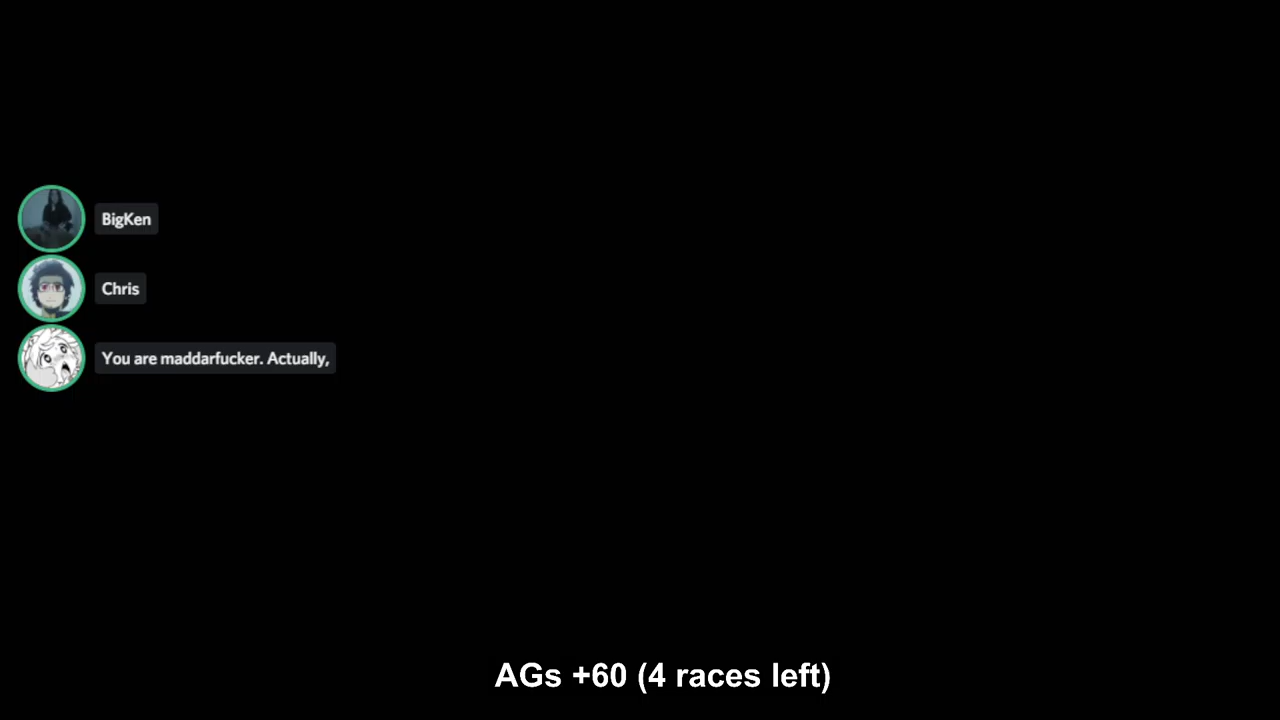 BigKen
Chris
You are maddarfucker. Actually,
AGs +60 (4 races left)